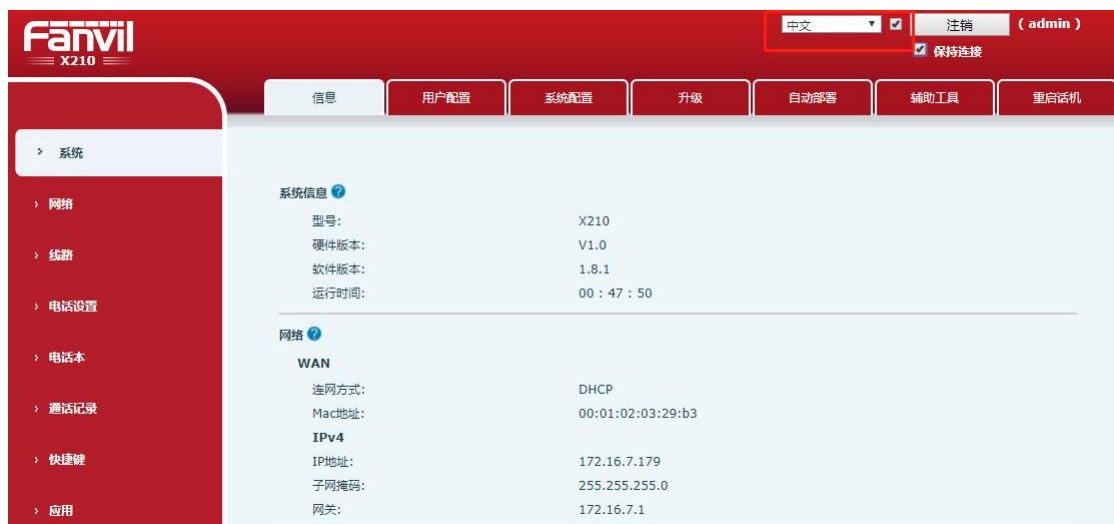 Fanvil
X210
中文
注销
( admin )
保持连接
信息
用户配置
系统配置
升级
自动部署
辅助工具
重启话机
› 系统
› 网络
› 线路
› 电话设置
› 电话本
› 通话记录
› 快捷键
› 应用
系统信息 ?
型号: X210
硬件版本: V1.0
软件版本: 1.8.1
运行时间: 00 : 47 : 50
网络 ?
WAN
连网方式: DHCP
Mac地址: 00:01:02:03:29:b3
IPv4
IP地址: 172.16.7.179
子网掩码: 255.255.255.0
网关: 172.16.7.1